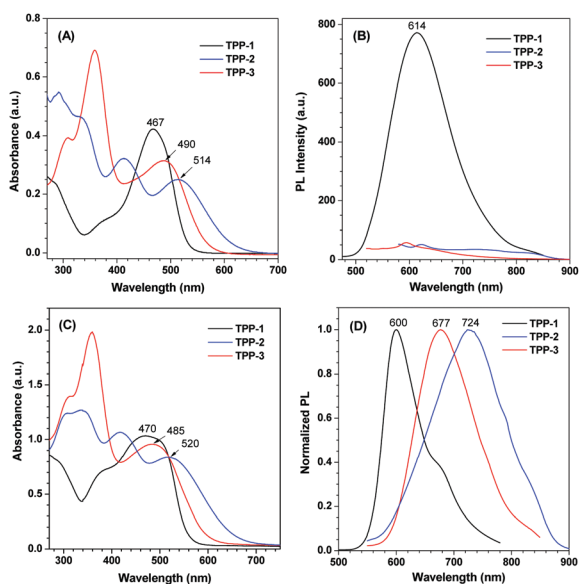 (A)
TPP-1
TPP-2
TPP-3
467
490
514
0.8
0.6
0.4
0.2
0.0
Absorbance (a.u.)
300 400 500 600 700
Wavelength (nm)
(B)
614
TPP-1
TPP-2
TPP-3
800
700
600
500
400
300
200
100
0
PL Intensity (a.u.)
500 600 700 800 900
Wavelength (nm)
(C)
TPP-1
TPP-2
TPP-3
470
485
520
2.0
1.5
1.0
0.5
0.0
Absorbance (a.u.)
300 400 500 600 700
Wavelength (nm)
(D)
600 677 724
TPP-1
TPP-2
TPP-3
1.0
0.8
0.6
0.4
0.2
0.0
Normalized PL
500 600 700 800 900
Wavelength (nm)